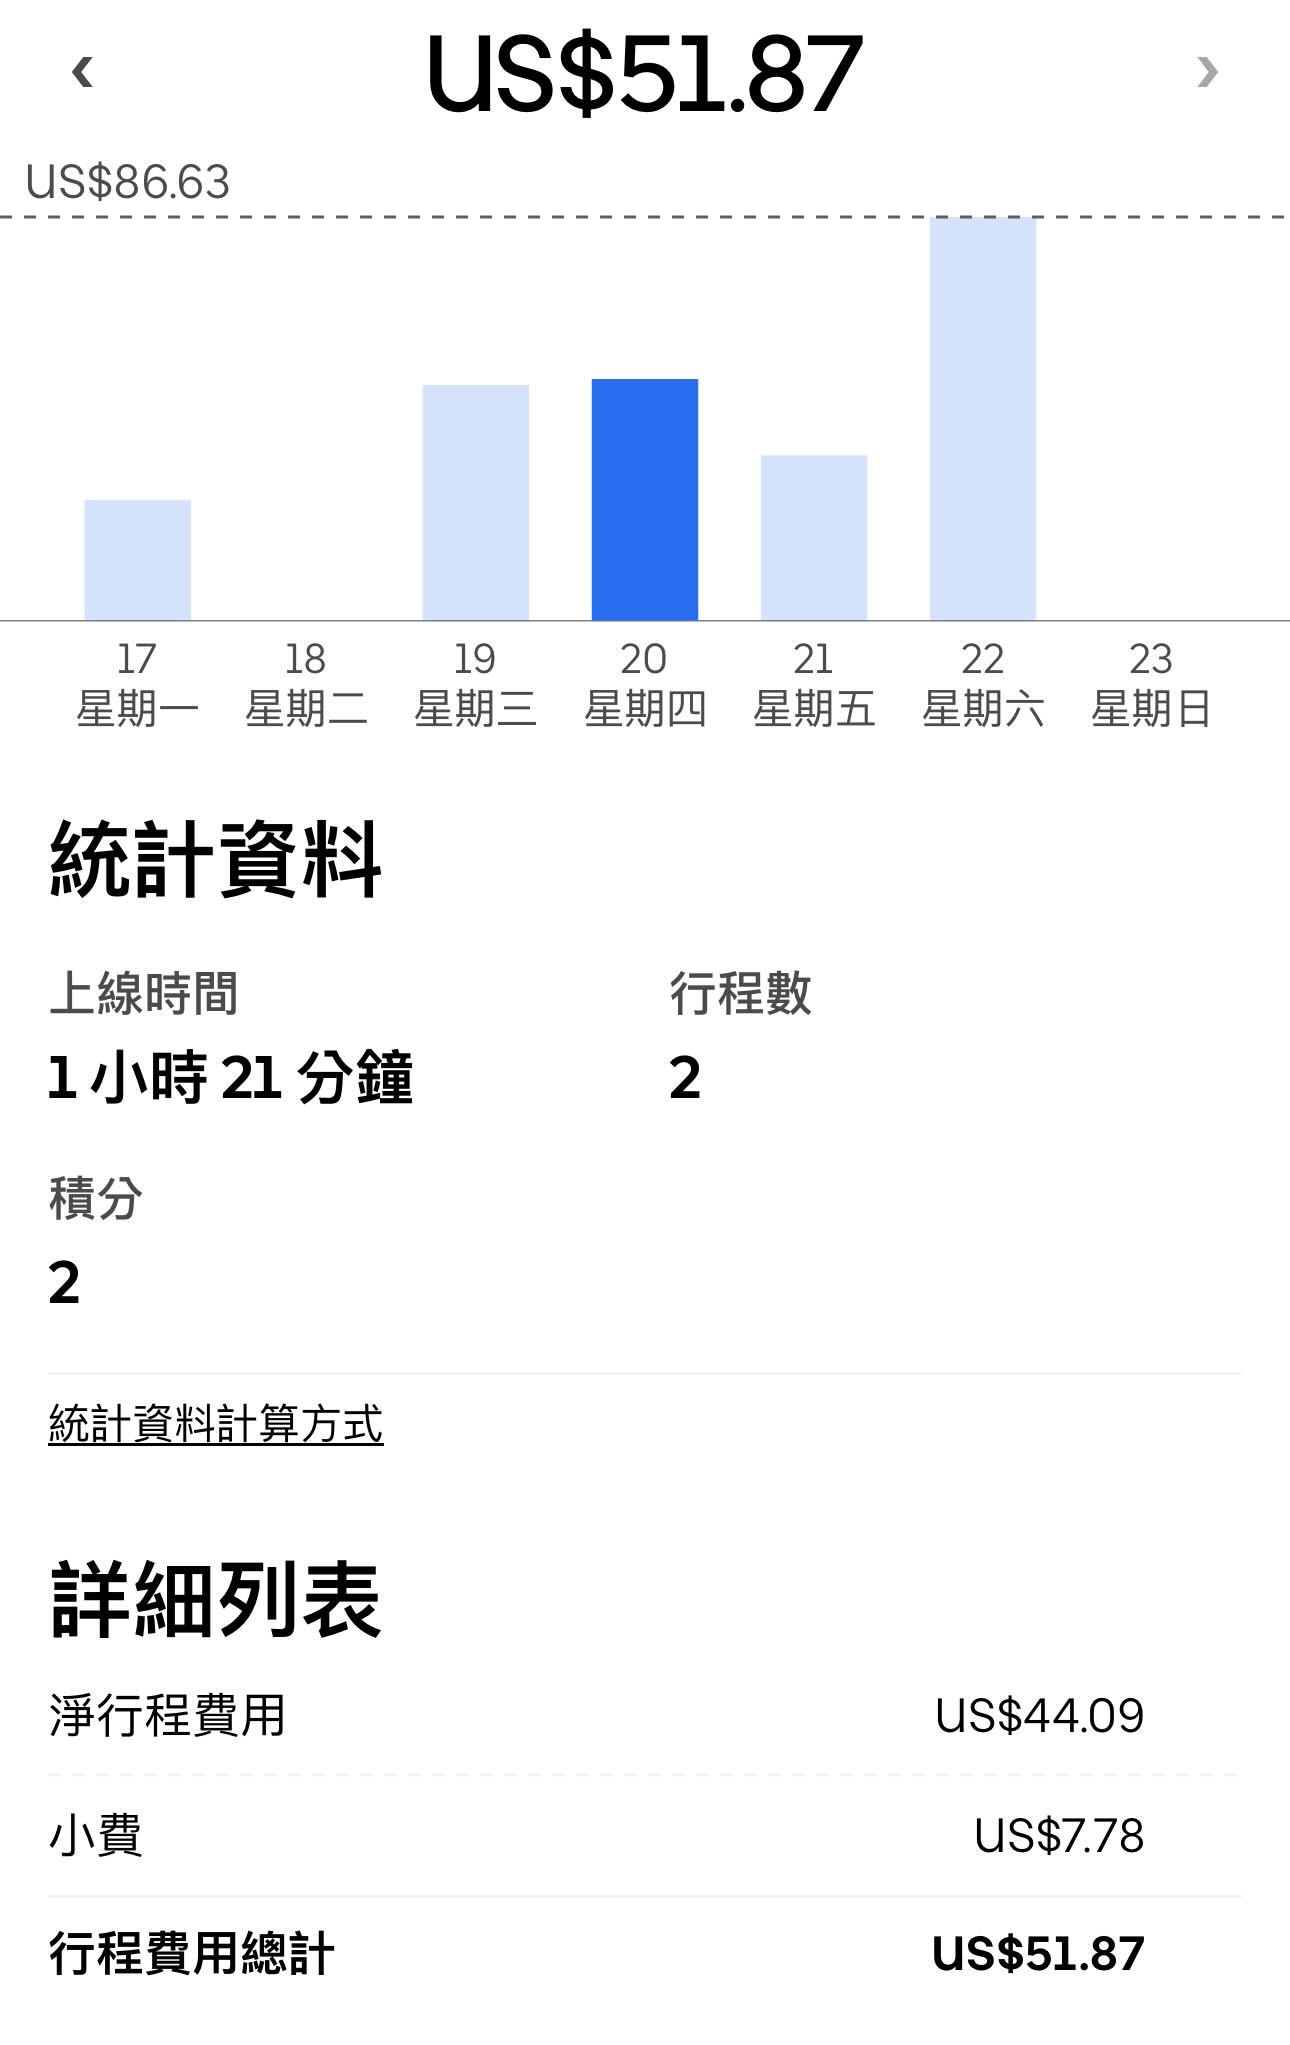 ‹ US$51.87 ›
US$86.63
17 18 19 20 21 22 23
星期一 星期二 星期三 星期四 星期五 星期六 星期日
統計資料
上線時間 行程數
1 小時 21 分鐘 2
積分
2
統計資料計算方式
詳細列表
淨行程費用 US$44.09
小費 US$7.78
行程費用總計 US$51.87